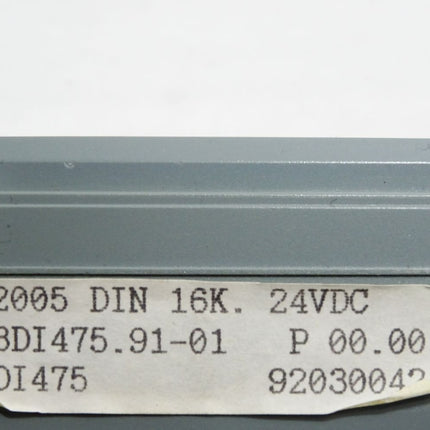 2005 DIN 16K. 24VDC
3DI475.91-01 P 00.00
DI475 92030042